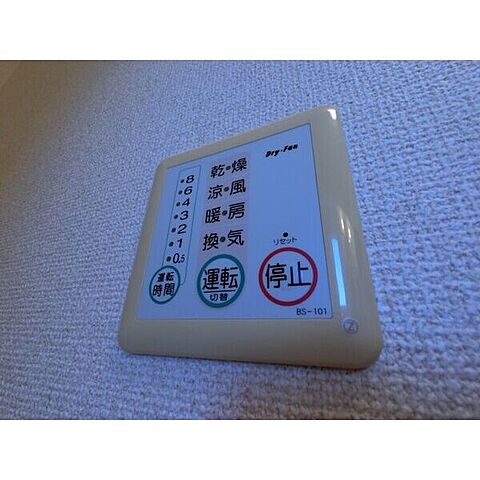 Dry・Fan
乾・燥
涼・風
暖・房
換・気
・8
・6
・4
・3
・2
・1
・0.5
リセット
運転
時間
運転
切替
停止
BS-101
Z